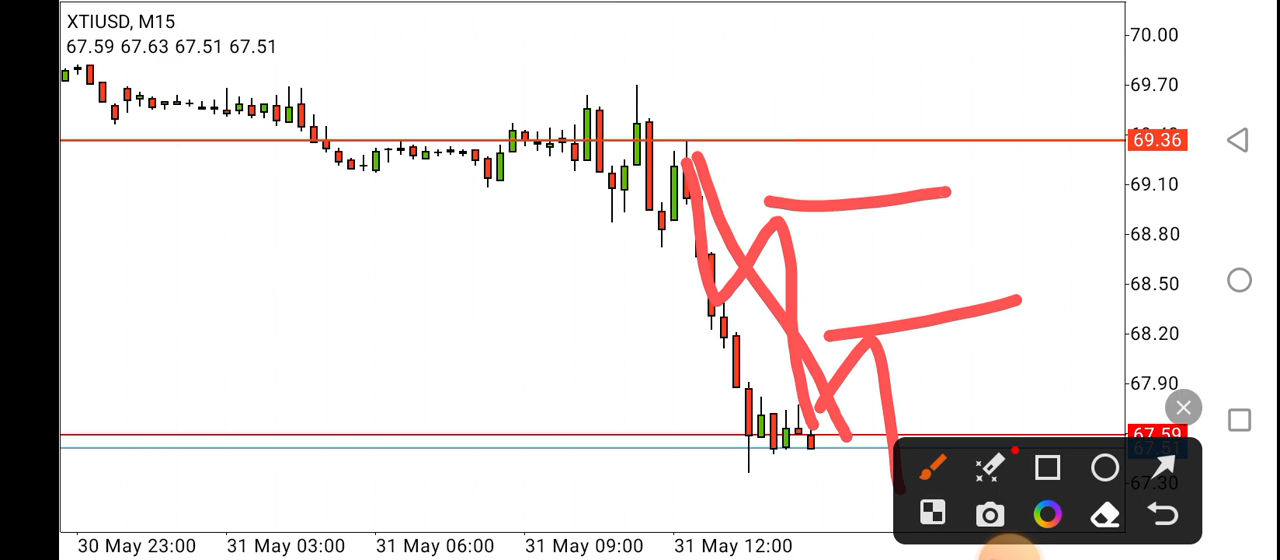 XTIUSD, M15
67.59 67.63 67.51 67.51
70.00
69.70
69.36
69.10
68.80
68.50
68.20
67.90
67.59
67.51
67.30
30 May 23:00
31 May 03:00
31 May 06:00
31 May 09:00
31 May 12:00